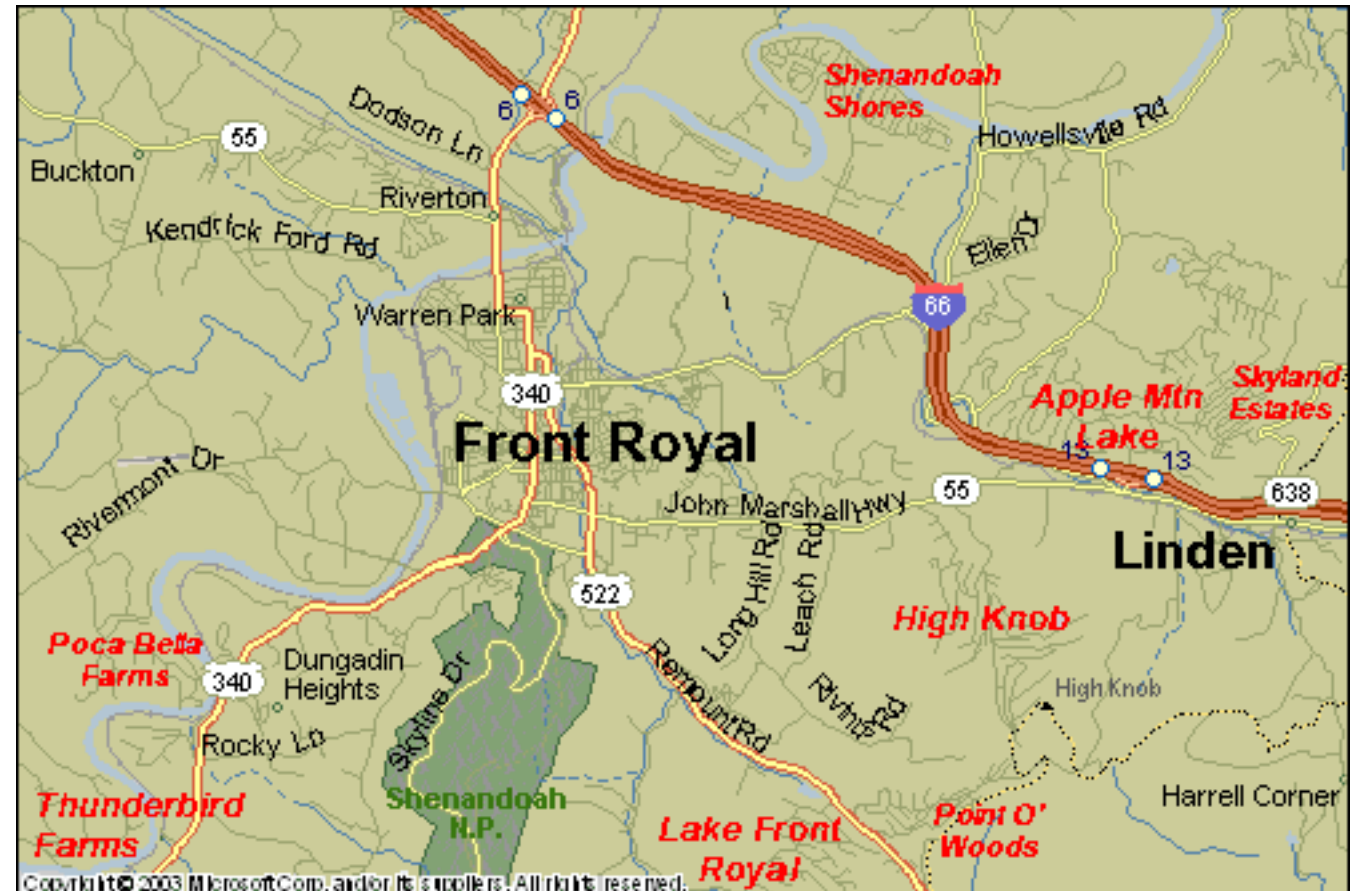 Shenandoah
Shores
6
6
Dodson Ln
55
Howellsville Rd
Buckton
Riverton
Kendrick Ford Rd
Ellen Ct
66
Warren Park
340
Apple Mtn
Lake
Skyland
Estates
Front Royal
13
13
Rivermont Dr
55
638
John Marshall Hwy
Long Hill Rd
Leach Rd
Linden
522
High Knob
Poca Bella
Farms
340
Dungadin
Heights
Skyline Dr
Remount Rd
Rd
High Knob
Rocky Ln
Thunderbird
Farms
Shenandoah
N.P.
Lake Front
Royal
Point O'
Woods
Harrell Corner
Copyright © 2003 Microsoft Corp. and/or its suppliers. All rights reserved.